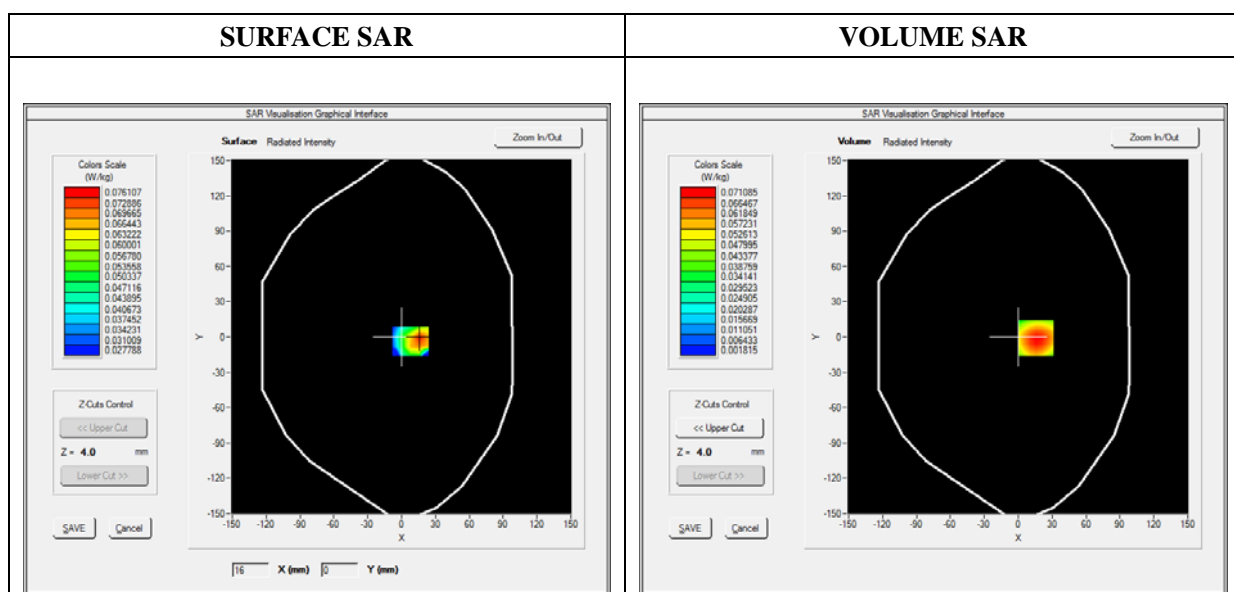 SURFACE SAR
VOLUME SAR
SAR Visualisation Graphical Interface
Surface Radiated Intensity
Zoom In/Out
Colors Scale
(W/kg)
0.076107
0.072886
0.069665
0.066443
0.063222
0.060001
0.056780
0.053558
0.050337
0.047116
0.043895
0.040673
0.037452
0.034231
0.031009
0.027788
Z-Cuts Control
<< Upper Cut
Z = 4.0 mm
Lower Cut >>
SAVE Cancel
150
120
90
60
30
0
-30
-60
-90
-120
-150
Y
-150 -120 -90 -60 -30 0 30 60 90 120 150
X
16 X (mm) 0 Y (mm)
SAR Visualisation Graphical Interface
Volume Radiated Intensity
Zoom In/Out
Colors Scale
(W/kg)
0.071085
0.066467
0.061849
0.057231
0.052613
0.047995
0.043377
0.038759
0.034141
0.029523
0.024905
0.020287
0.015669
0.011051
0.006433
0.001815
Z-Cuts Control
<< Upper Cut
Z = 4.0 mm
Lower Cut >>
SAVE Cancel
150
120
90
60
30
0
-30
-60
-90
-120
-150
Y
-150 -120 -90 -60 -30 0 30 60 90 120 150
X